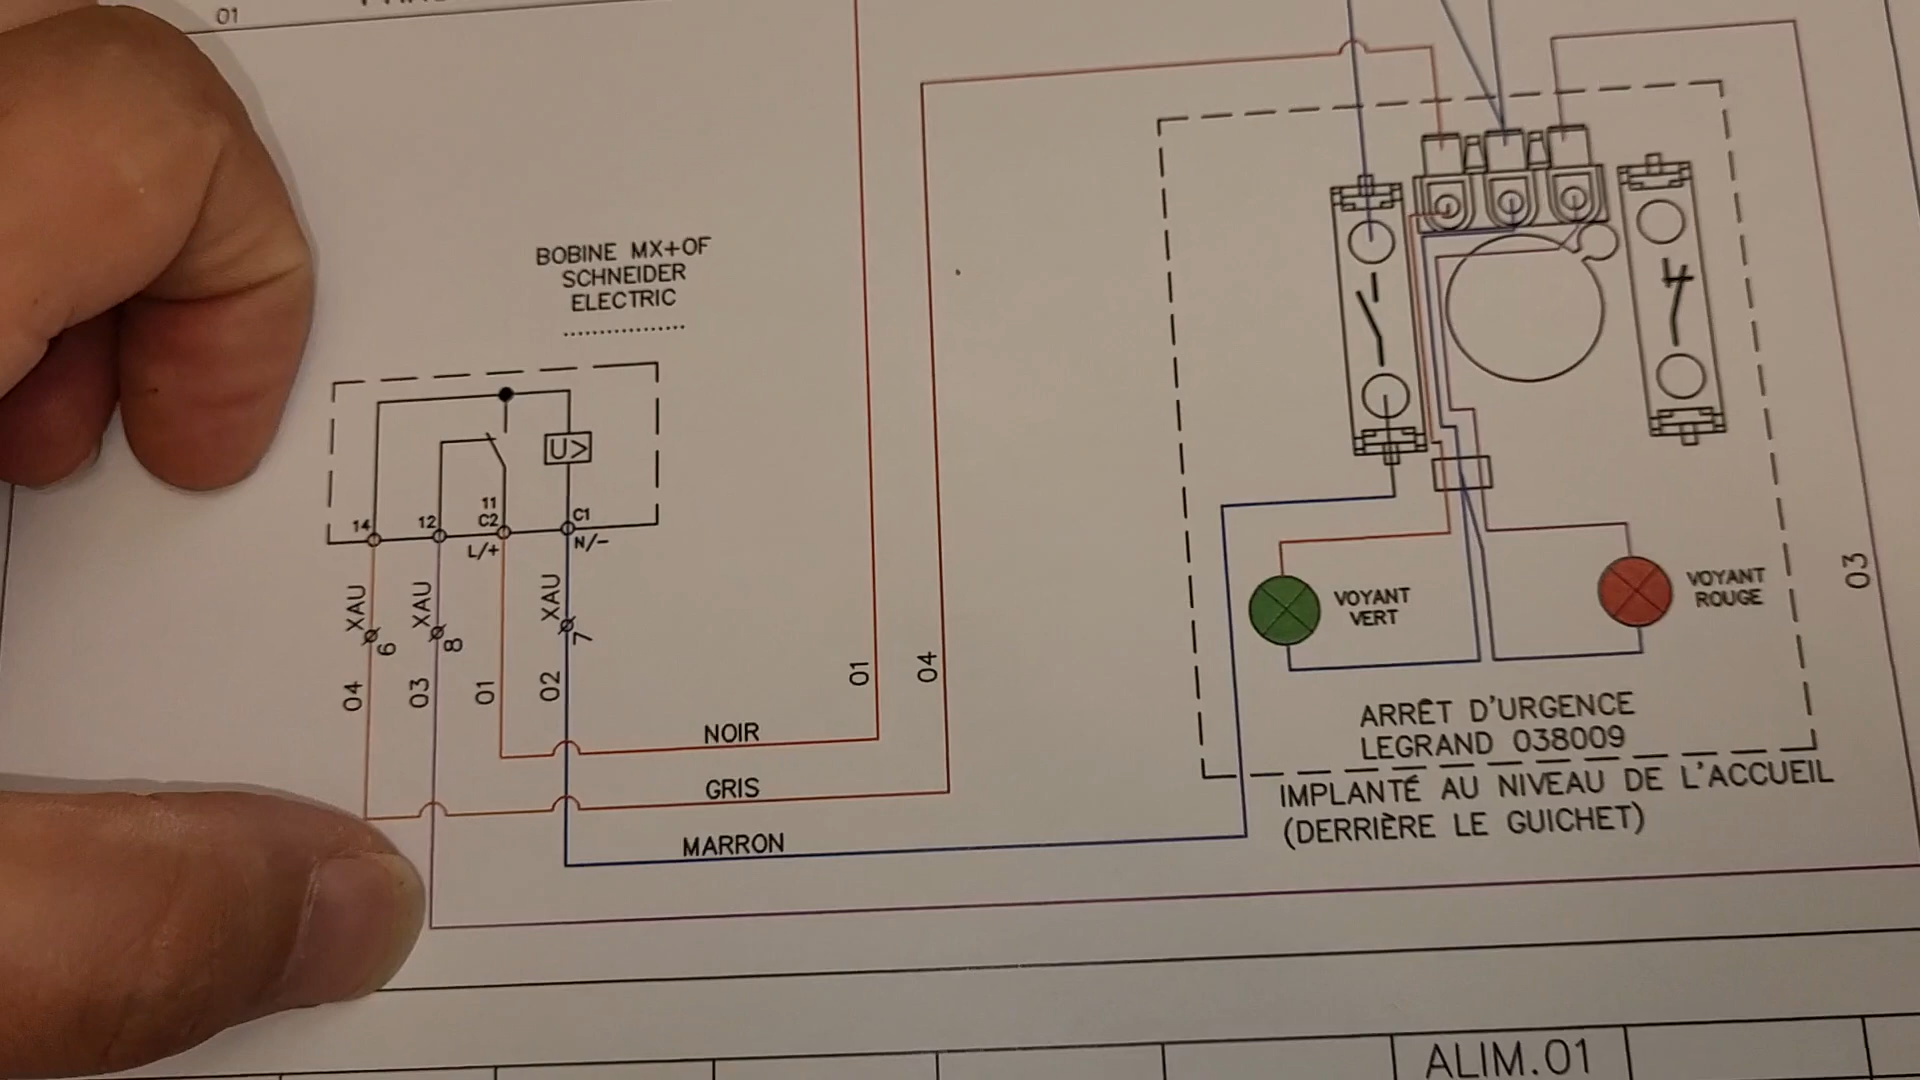 01
BOBINE MX+OF
SCHNEIDER
ELECTRIC
.................
U>
14
12
11
C2
C1
L/+
N/-
XAU
XAU
XAU
6
8
7
04
03
01
02
01
04
03
NOIR
GRIS
MARRON
VOYANT
VERT
VOYANT
ROUGE
ARRÊT D'URGENCE
LEGRAND 038009
IMPLANTÉ AU NIVEAU DE L'ACCUEIL
(DERRIÈRE LE GUICHET)
ALIM.01